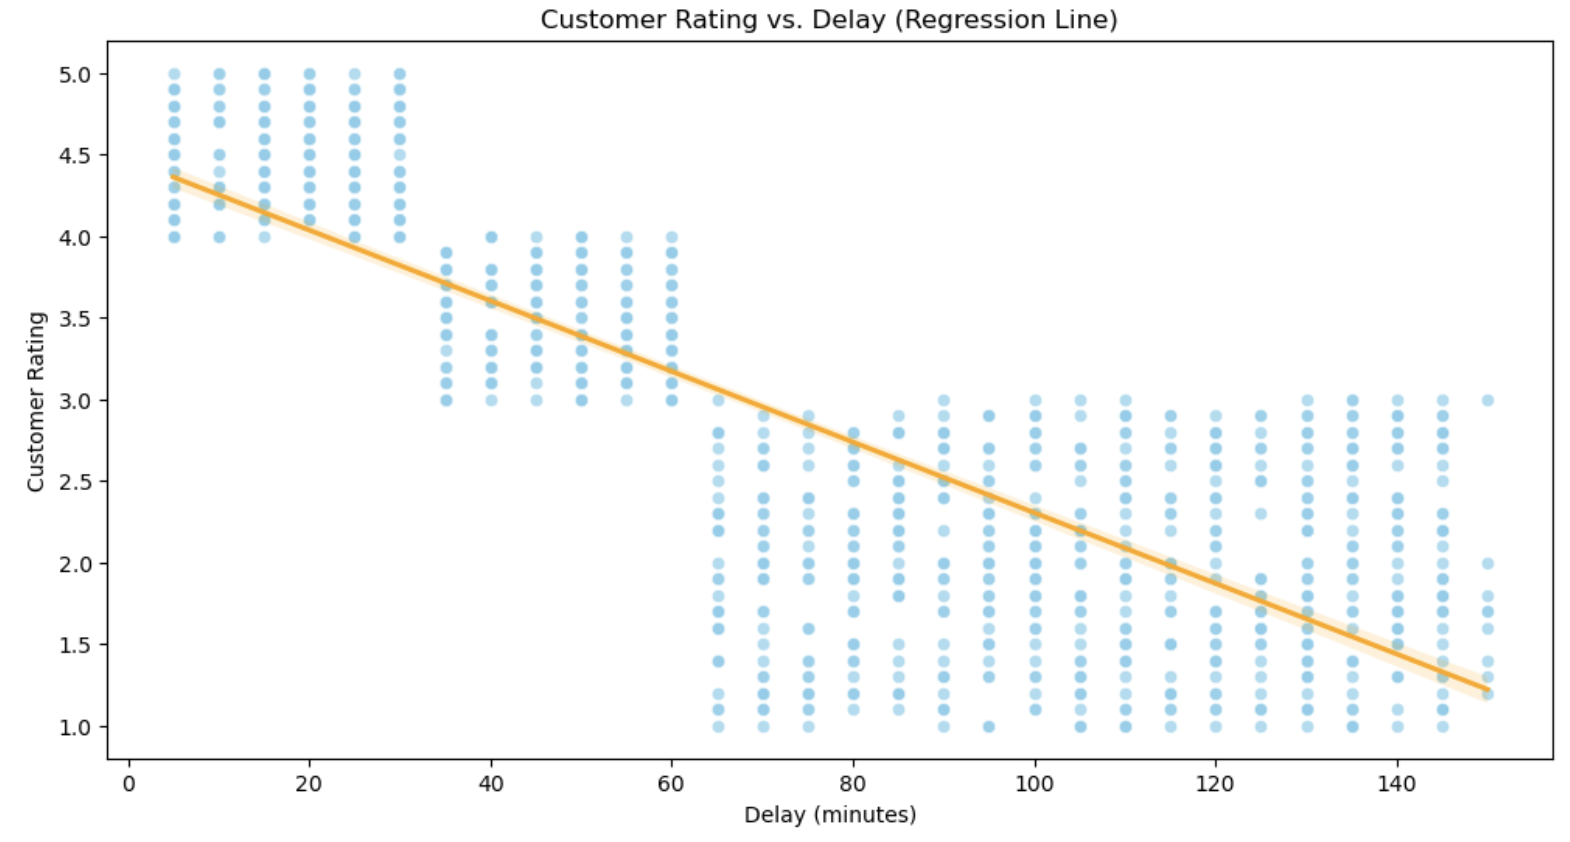 Customer Rating vs. Delay (Regression Line)
5.0
4.5
4.0
3.5
3.0
2.5
2.0
1.5
1.0
Customer Rating
0 20 40 60 80 100 120 140
Delay (minutes)